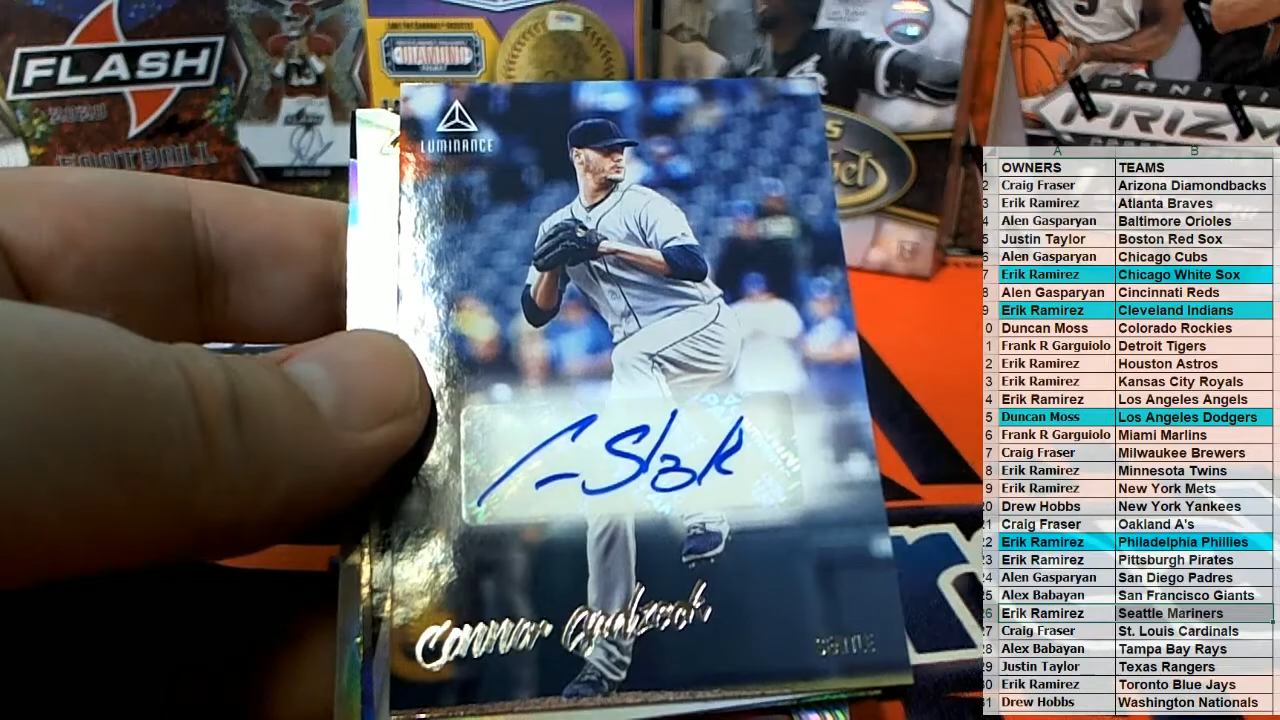 FLASH
2020
FOOTBALL
DIAMOND
PANINI
PRIZM
LUMINANCE
SEATTLE
A B
1 OWNERS TEAMS
2 Craig Fraser Arizona Diamondbacks
3 Erik Ramirez Atlanta Braves
4 Alen Gasparyan Baltimore Orioles
5 Justin Taylor Boston Red Sox
6 Alen Gasparyan Chicago Cubs
7 Erik Ramirez Chicago White Sox
8 Alen Gasparyan Cincinnati Reds
9 Erik Ramirez Cleveland Indians
0 Duncan Moss Colorado Rockies
1 Frank R Garguiolo Detroit Tigers
2 Erik Ramirez Houston Astros
3 Erik Ramirez Kansas City Royals
4 Erik Ramirez Los Angeles Angels
5 Duncan Moss Los Angeles Dodgers
6 Frank R Garguiolo Miami Marlins
7 Craig Fraser Milwaukee Brewers
8 Erik Ramirez Minnesota Twins
9 Erik Ramirez New York Mets
20 Drew Hobbs New York Yankees
21 Craig Fraser Oakland A's
22 Erik Ramirez Philadelphia Phillies
23 Erik Ramirez Pittsburgh Pirates
24 Alen Gasparyan San Diego Padres
25 Alex Babayan San Francisco Giants
26 Erik Ramirez Seattle Mariners
27 Craig Fraser St. Louis Cardinals
28 Alex Babayan Tampa Bay Rays
29 Justin Taylor Texas Rangers
30 Erik Ramirez Toronto Blue Jays
31 Drew Hobbs Washington Nationals